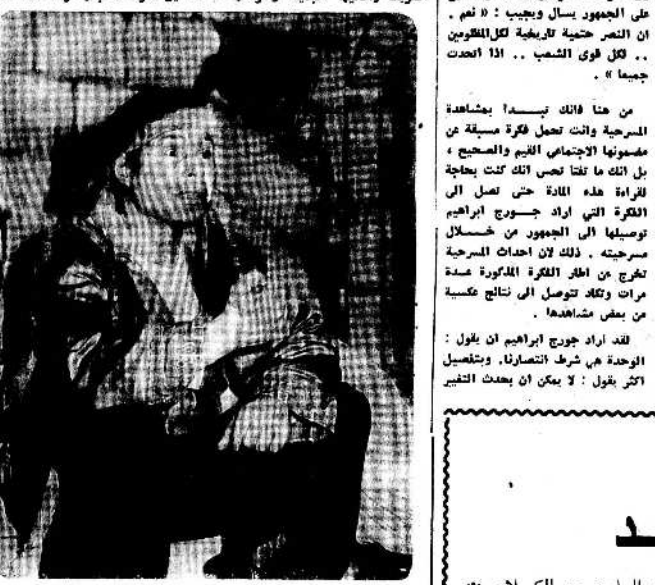 على الجمهور يسال ويجيب : « نعم .
ان النصر حتمية تاريخية لكل المظلومين
.. لكل قوى الشعب .. اذا اتحدت
جميعا » .
من هنا فانك تبدأ بمشاهدة
المسرحية وانت تحمل فكرة مسبقة عن
مضمونها الاجتماعي القيم والصحيح ،
بل انك ما تفتا تحس انك كنت بحاجة
لقراءة هذه المادة حتى تصل الى
الفكرة التي اراد جورج ابراهيم
توصيلها الى الجمهور من خلال
مسرحيته . ذلك لان احداث المسرحية
تخرج عن اطار الفكرة المذكورة عدة
مرات وتكاد تتوصل الى نتائج عكسية
من بعض مشاهدها .
لقد اراد جورج ابراهيم ان يقول :
الوحدة هي شرط انتصارنا. وبتفصيل
اكثر يقول : لا يمكن ان يحدث التغيير